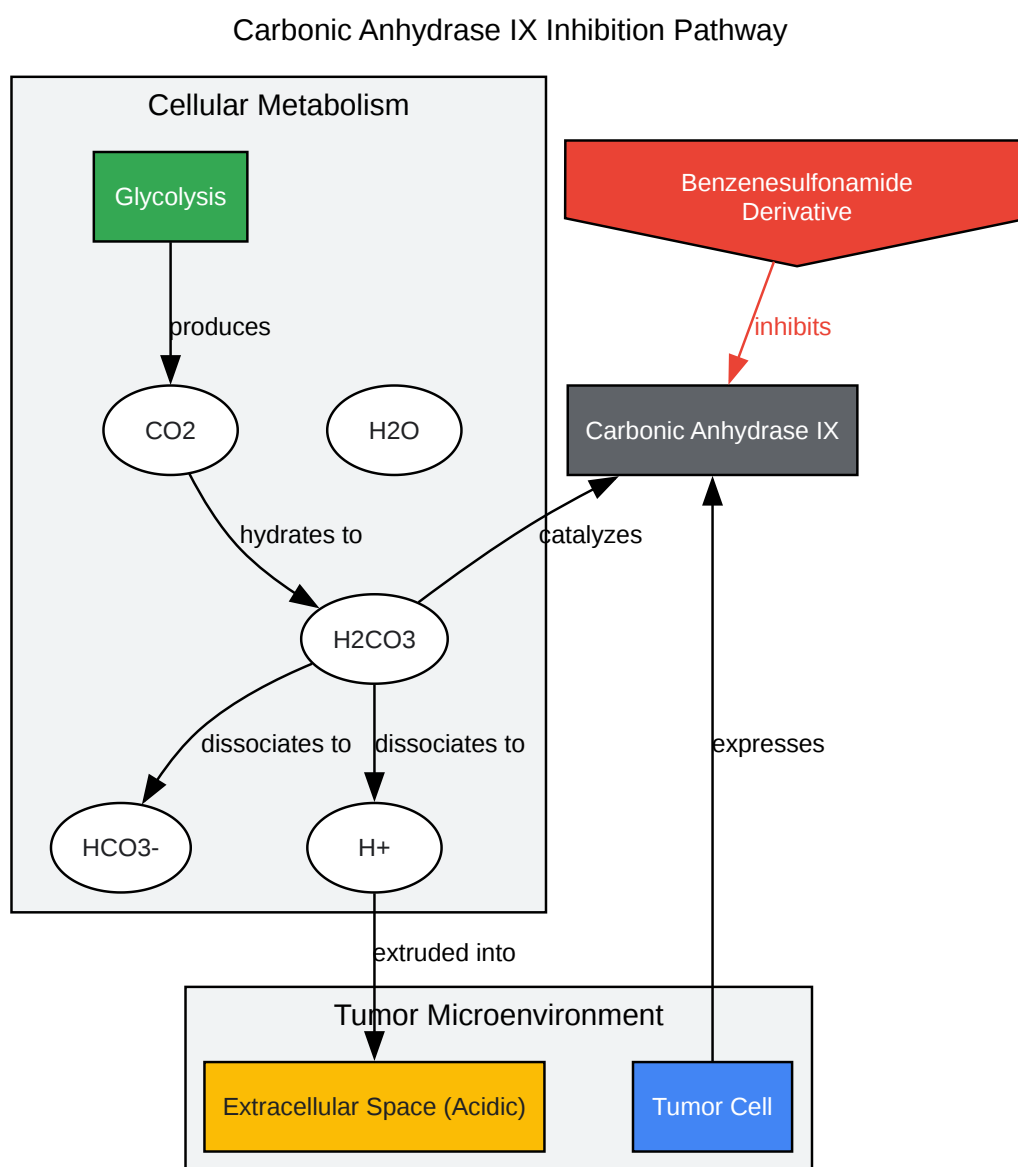 Carbonic Anhydrase IX Inhibition Pathway
Cellular Metabolism
Glycolysis
Benzenesulfonamide
Derivative
produces
inhibits
CO2
H2O
Carbonic Anhydrase IX
hydrates to
catalyzes
H2CO3
dissociates to
dissociates to
expresses
HCO3-
H+
extruded into
Tumor Microenvironment
Extracellular Space (Acidic)
Tumor Cell